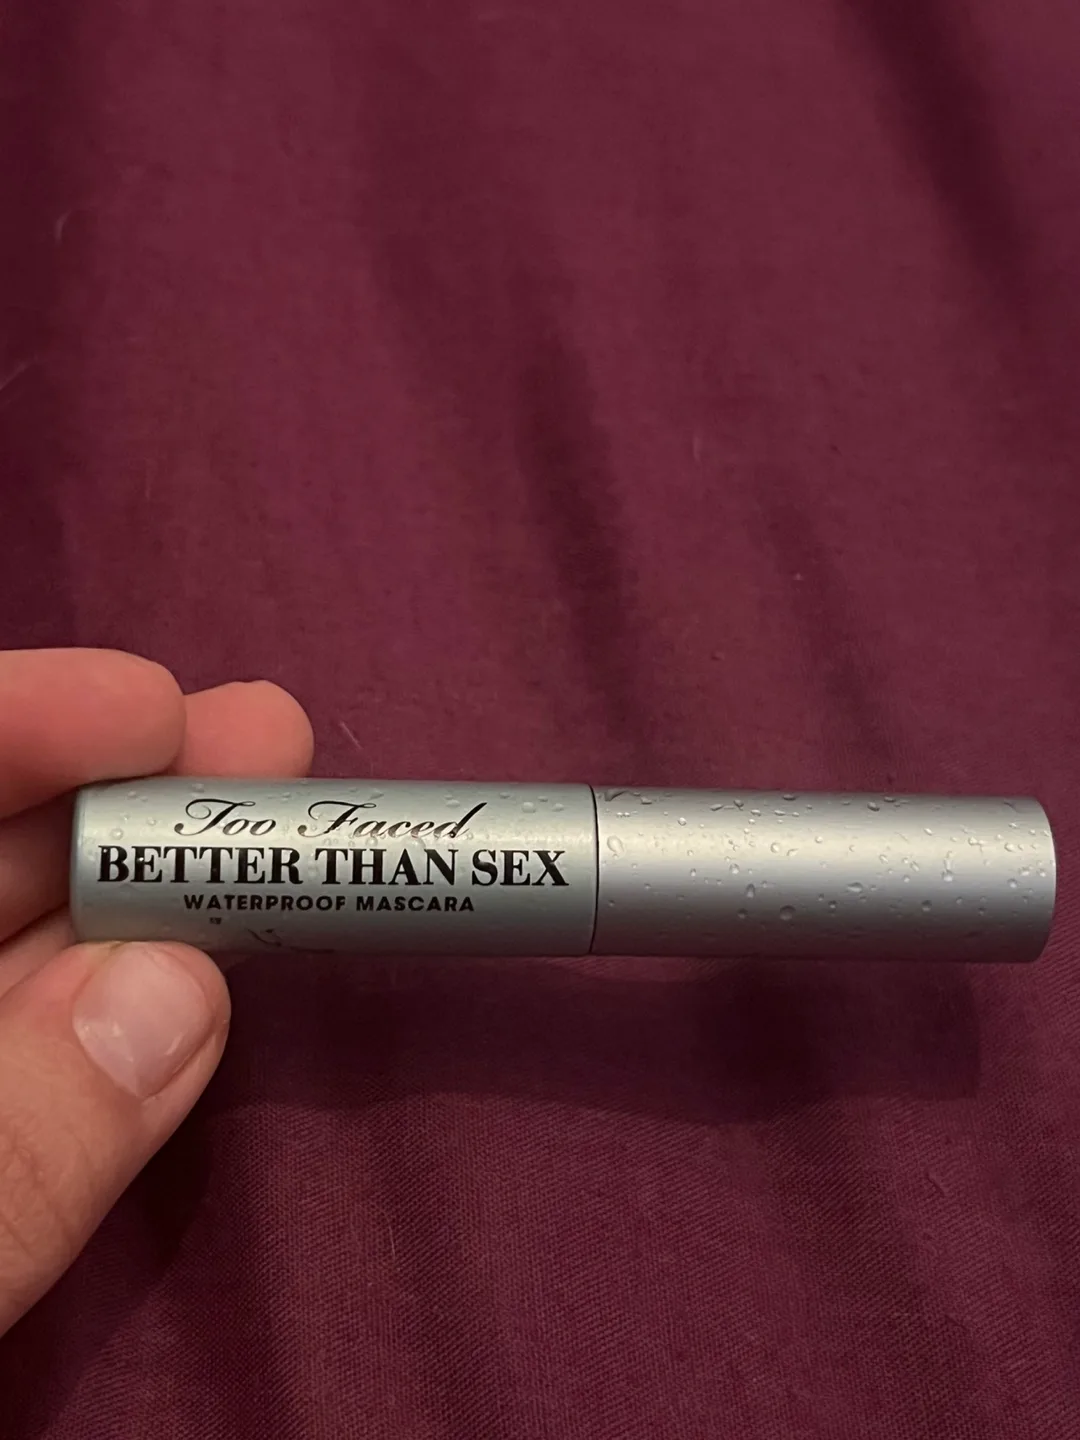 Too Faced
BETTER THAN SEX
WATERPROOF MASCARA